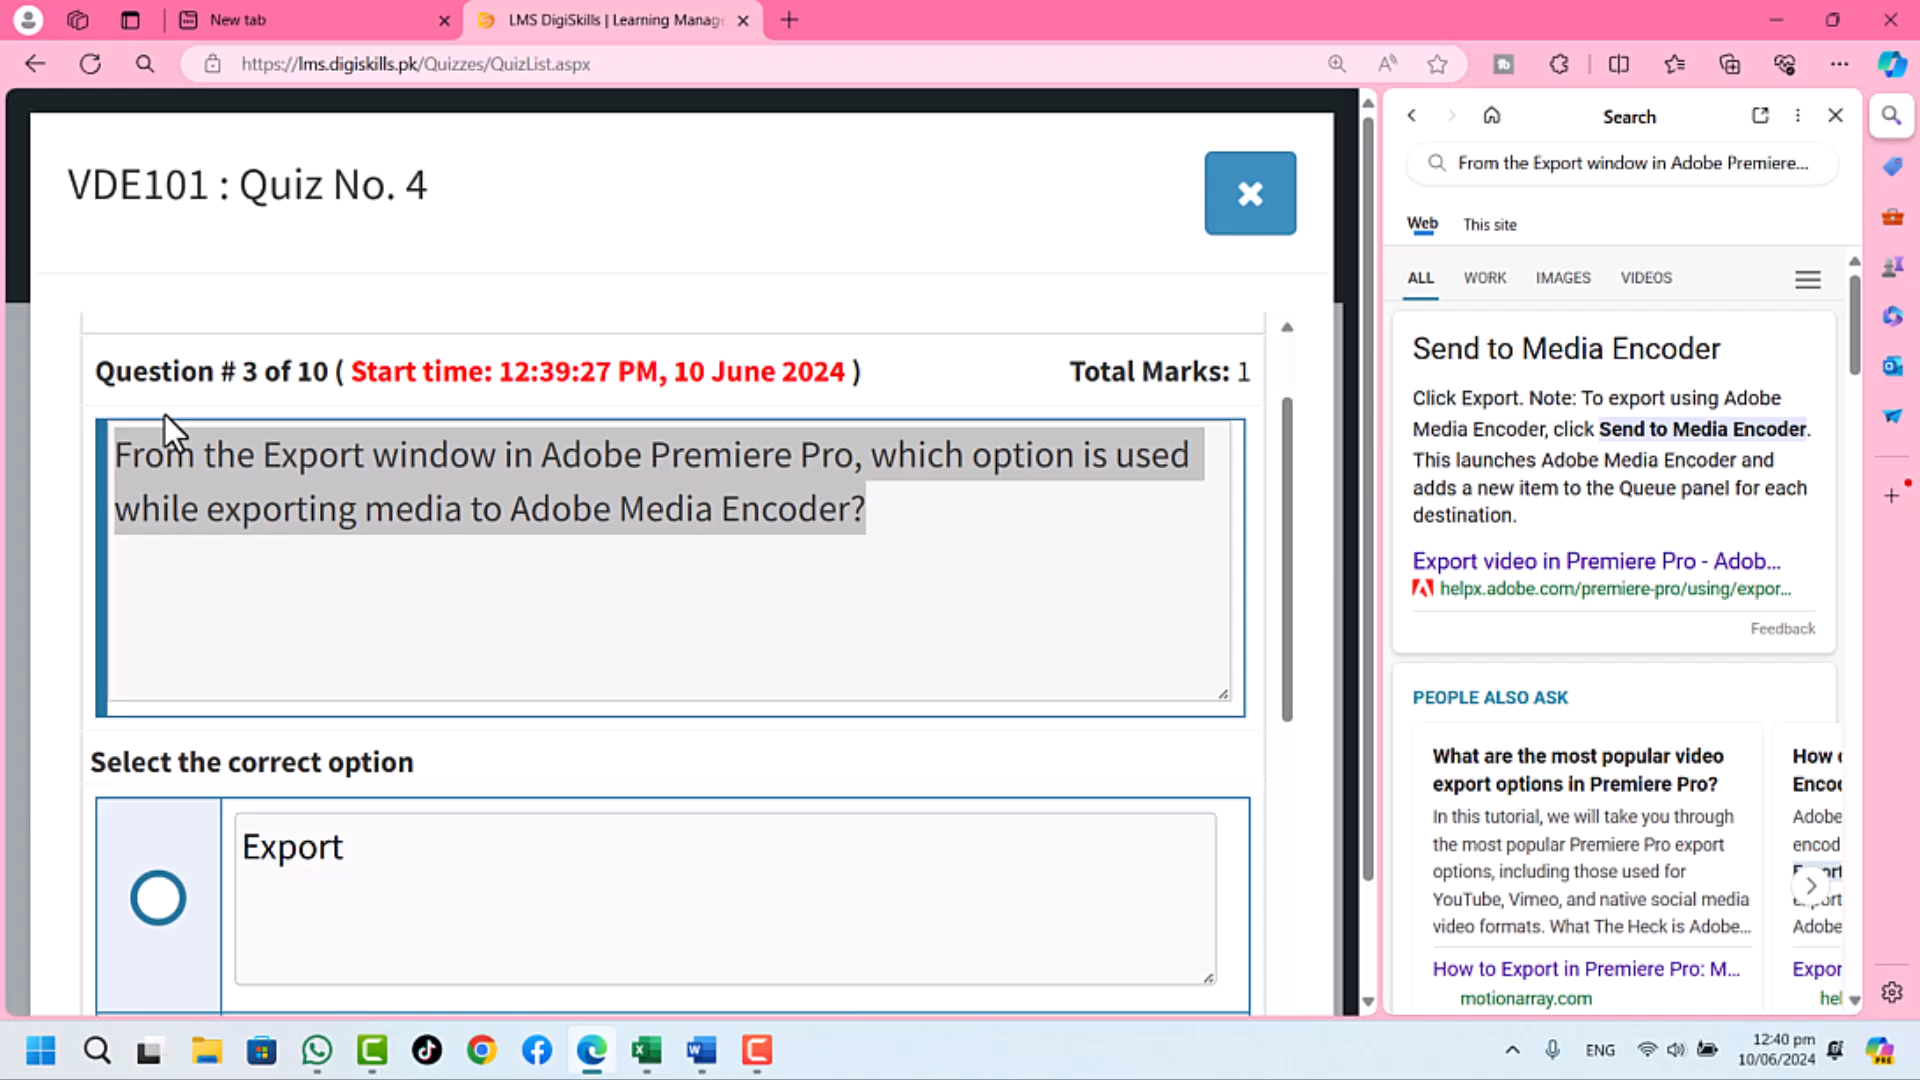 New tab
LMS DigiSkills | Learning Manag
https://lms.digiskills.pk/Quizzes/QuizList.aspx
VDE101 : Quiz No. 4
Question # 3 of 10 ( Start time: 12:39:27 PM, 10 June 2024 )
Total Marks: 1
From the Export window in Adobe Premiere Pro, which option is used
while exporting media to Adobe Media Encoder?
Select the correct option
Export
Search
From the Export window in Adobe Premiere...
Web
This site
ALL
WORK
IMAGES
VIDEOS
Send to Media Encoder
Click Export. Note: To export using Adobe
Media Encoder, click Send to Media Encoder.
This launches Adobe Media Encoder and
adds a new item to the Queue panel for each
destination.
Export video in Premiere Pro - Adob...
helpx.adobe.com/premiere-pro/using/expor...
Feedback
PEOPLE ALSO ASK
What are the most popular video
export options in Premiere Pro?
In this tutorial, we will take you through
the most popular Premiere Pro export
options, including those used for
YouTube, Vimeo, and native social media
video formats. What The Heck is Adobe...
How to Export in Premiere Pro: M...
motionarray.com
How
Adobe
encod
Adobe
Expor
hel
ENG
12:40 pm
10/06/2024